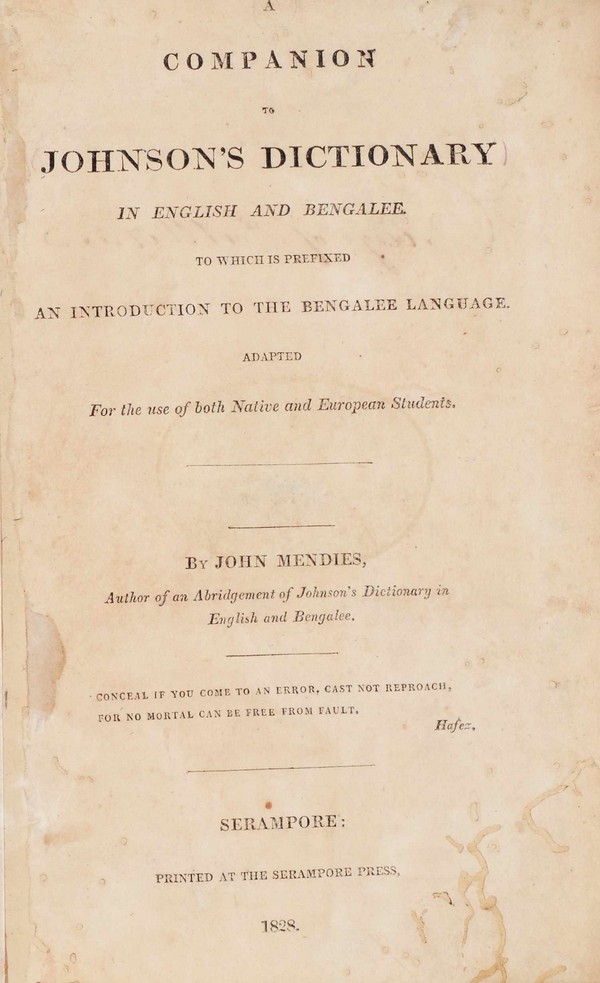 A
COMPANION
TO
JOHNSON'S DICTIONARY
IN ENGLISH AND BENGALEE.
TO WHICH IS PREFIXED
AN INTRODUCTION TO THE BENGALEE LANGUAGE.
ADAPTED
For the use of both Native and European Students.
By JOHN MENDIES,
Author of an Abridgement of Johnson's Dictionary in
English and Bengalee.
CONCEAL IF YOU COME TO AN ERROR, CAST NOT REPROACH,
FOR NO MORTAL CAN BE FREE FROM FAULT.
Hafez.
SERAMPORE:
PRINTED AT THE SERAMPORE PRESS,
1828.